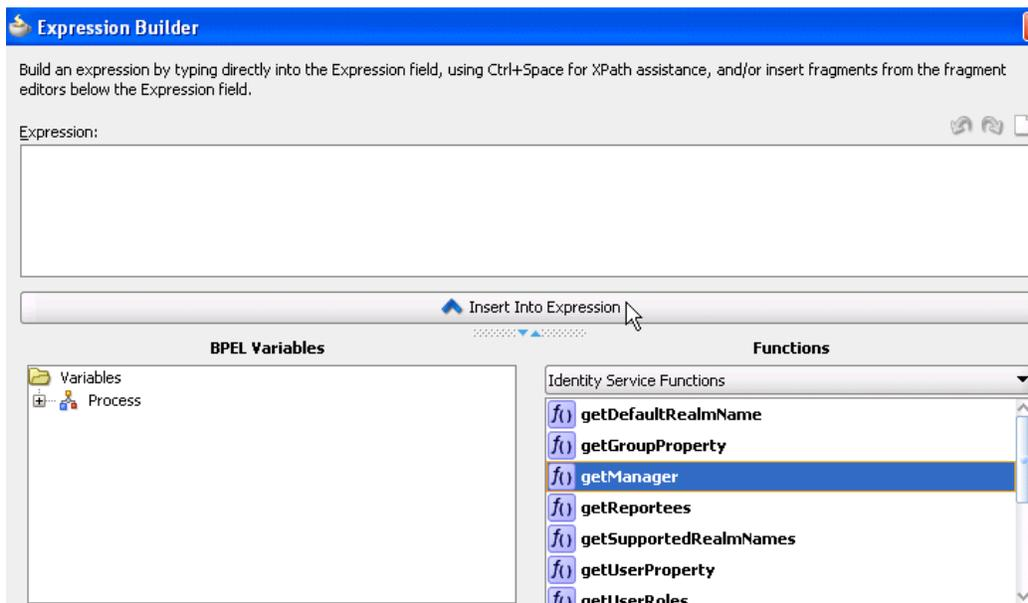 Expression Builder
Build an expression by typing directly into the Expression field, using Ctrl+Space for XPath assistance, and/or insert fragments from the fragment
editors below the Expression field.
Expression:
Insert Into Expression
BPEL Variables
Variables
Process
Functions
Identity Service Functions
f() getDefaultRealmName
f() getGroupProperty
f() getManager
f() getReportees
f() getSupportedRealmNames
f() getUserProperty
f() getUserRoles